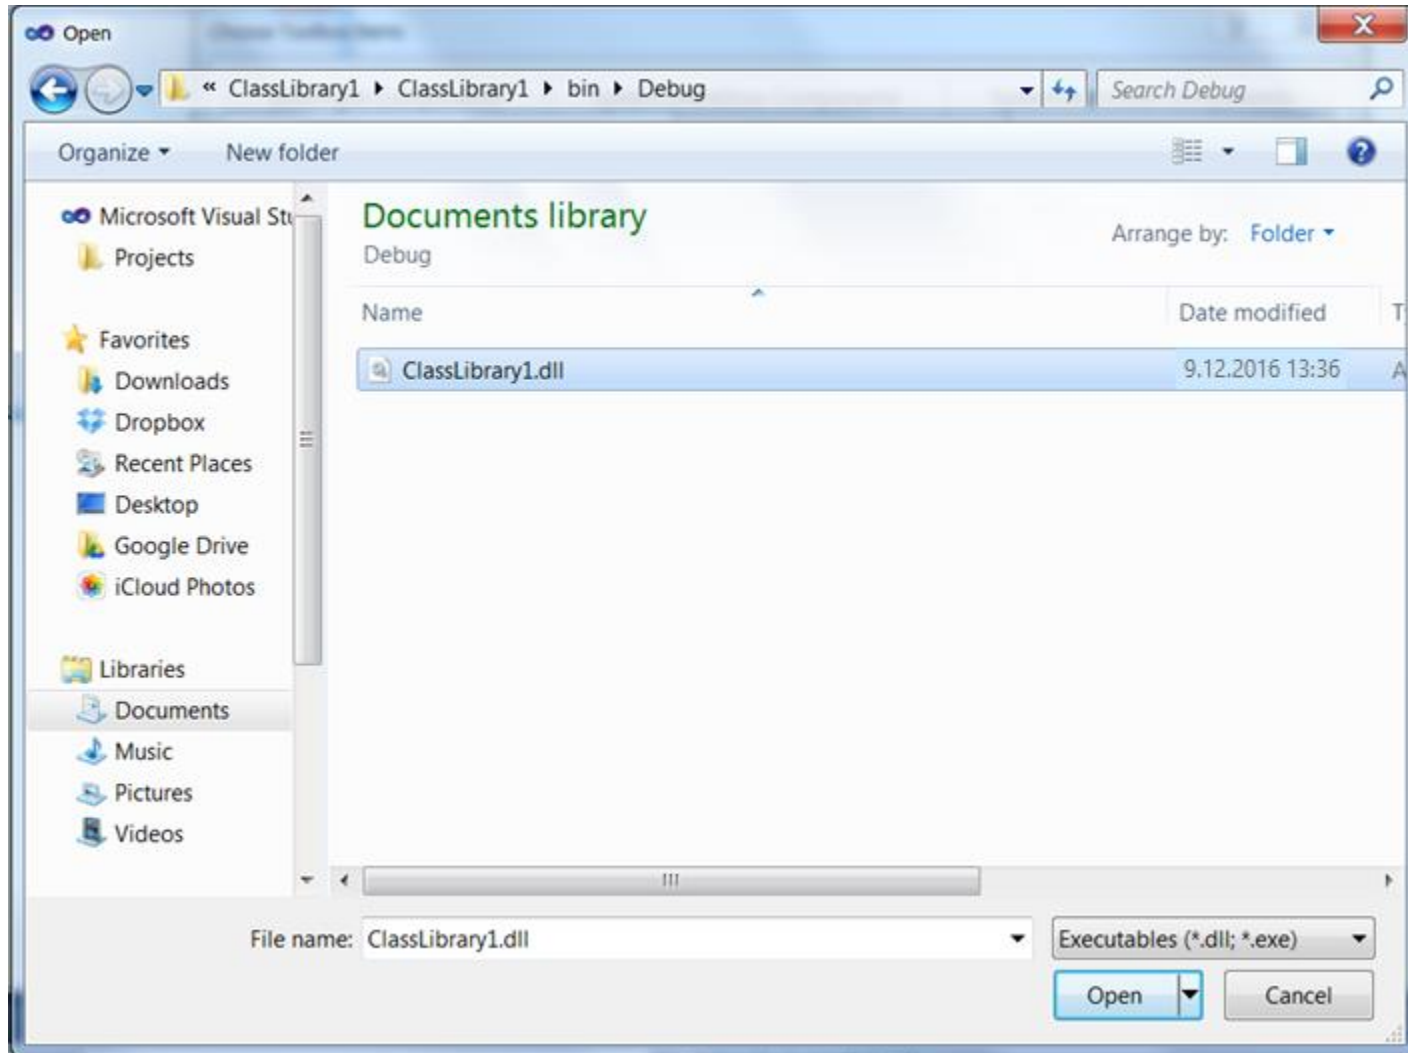 Open
« ClassLibrary1 ▸ ClassLibrary1 ▸ bin ▸ Debug
Search Debug
Organize
New folder
Microsoft Visual Stu
Projects
Favorites
Downloads
Dropbox
Recent Places
Desktop
Google Drive
iCloud Photos
Libraries
Documents
Music
Pictures
Videos
Documents library
Debug
Arrange by: Folder
Name Date modified
ClassLibrary1.dll 9.12.2016 13:36
File name: ClassLibrary1.dll
Executables (*.dll; *.exe)
Open
Cancel